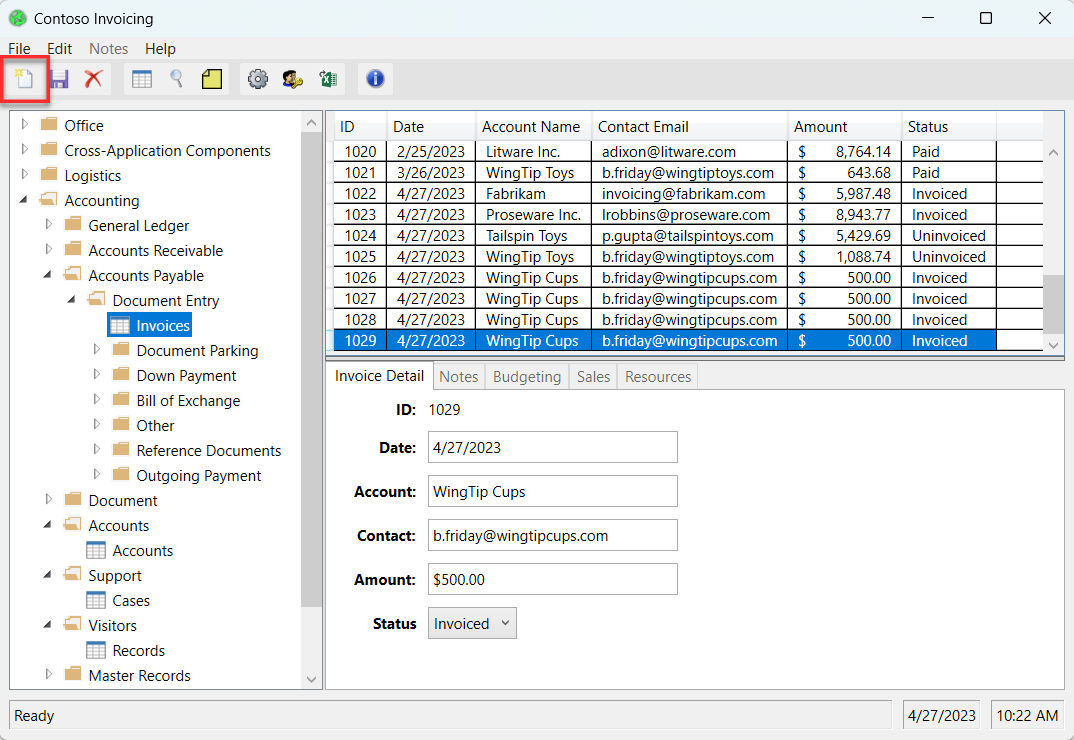 Contoso Invoicing
File Edit Notes Help
Office
Cross-Application Components
Logistics
Accounting
General Ledger
Accounts Receivable
Accounts Payable
Document Entry
Invoices
Document Parking
Down Payment
Bill of Exchange
Other
Reference Documents
Outgoing Payment
Document
Accounts
Accounts
Support
Cases
Visitors
Records
Master Records
ID Date Account Name Contact Email Amount Status
1020 2/25/2023 Litware Inc. adixon@litware.com $ 8,764.14 Paid
1021 3/26/2023 WingTip Toys b.friday@wingtiptoys.com $ 643.68 Paid
1022 4/27/2023 Fabrikam invoicing@fabrikam.com $ 5,987.48 Invoiced
1023 4/27/2023 Proseware Inc. lrobbins@proseware.com $ 8,943.77 Invoiced
1024 4/27/2023 Tailspin Toys p.gupta@tailspintoys.com $ 5,429.69 Uninvoiced
1025 4/27/2023 WingTip Toys b.friday@wingtiptoys.com $ 1,088.74 Uninvoiced
1026 4/27/2023 WingTip Cups b.friday@wingtipcups.com $ 500.00 Invoiced
1027 4/27/2023 WingTip Cups b.friday@wingtipcups.com $ 500.00 Invoiced
1028 4/27/2023 WingTip Cups b.friday@wingtipcups.com $ 500.00 Invoiced
1029 4/27/2023 WingTip Cups b.friday@wingtipcups.com $ 500.00 Invoiced
Invoice Detail Notes Budgeting Sales Resources
ID: 1029
Date: 4/27/2023
Account: WingTip Cups
Contact: b.friday@wingtipcups.com
Amount: $500.00
Status Invoiced
Ready 4/27/2023 10:22 AM